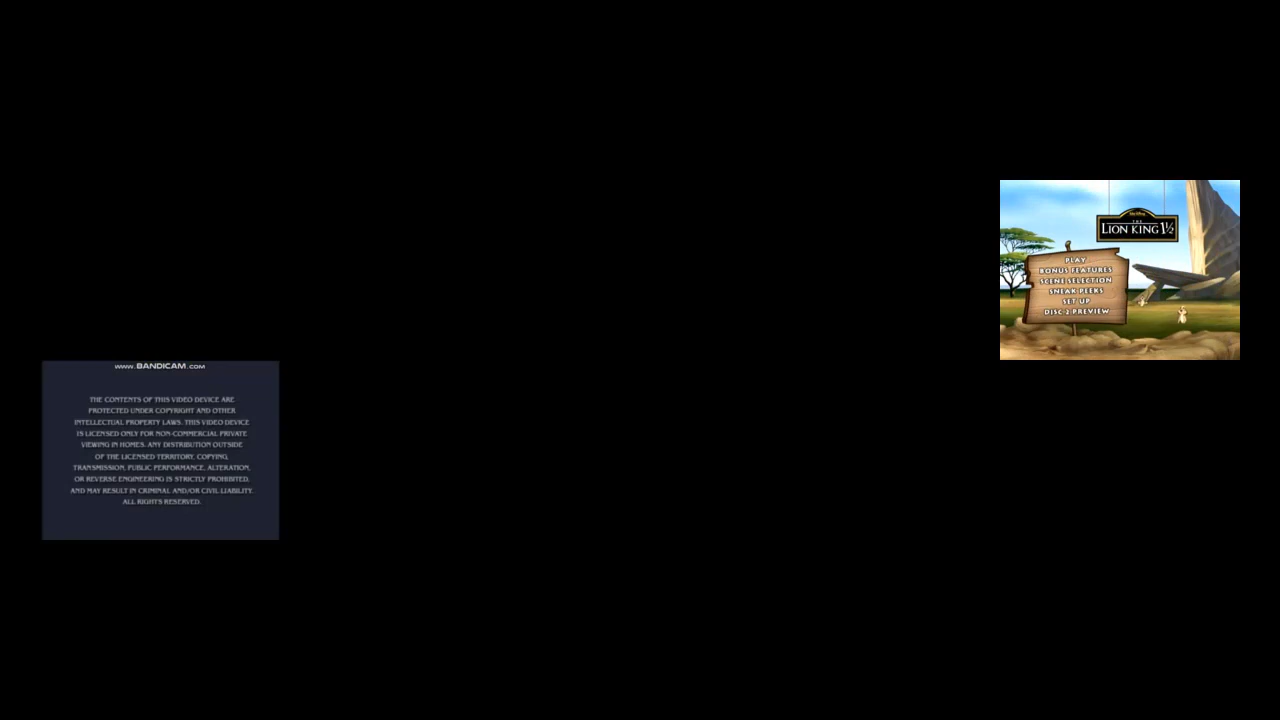 Walt Disney
THE
LION KING 1½
PLAY
BONUS FEATURES
SCENE SELECTION
SNEAK PEEKS
SET UP
DISC 2 PREVIEW
WWW.BANDICAM.COM
THE CONTENTS OF THIS VIDEO DEVICE ARE
PROTECTED UNDER COPYRIGHT AND OTHER
INTELLECTUAL PROPERTY LAWS. THIS VIDEO DEVICE
IS LICENSED ONLY FOR NON-COMMERCIAL PRIVATE
VIEWING IN HOMES. ANY DISTRIBUTION OUTSIDE
OF THE LICENSED TERRITORY, COPYING,
TRANSMISSION, PUBLIC PERFORMANCE, ALTERATION,
OR REVERSE ENGINEERING IS STRICTLY PROHIBITED,
AND MAY RESULT IN CRIMINAL AND/OR CIVIL LIABILITY.
ALL RIGHTS RESERVED.